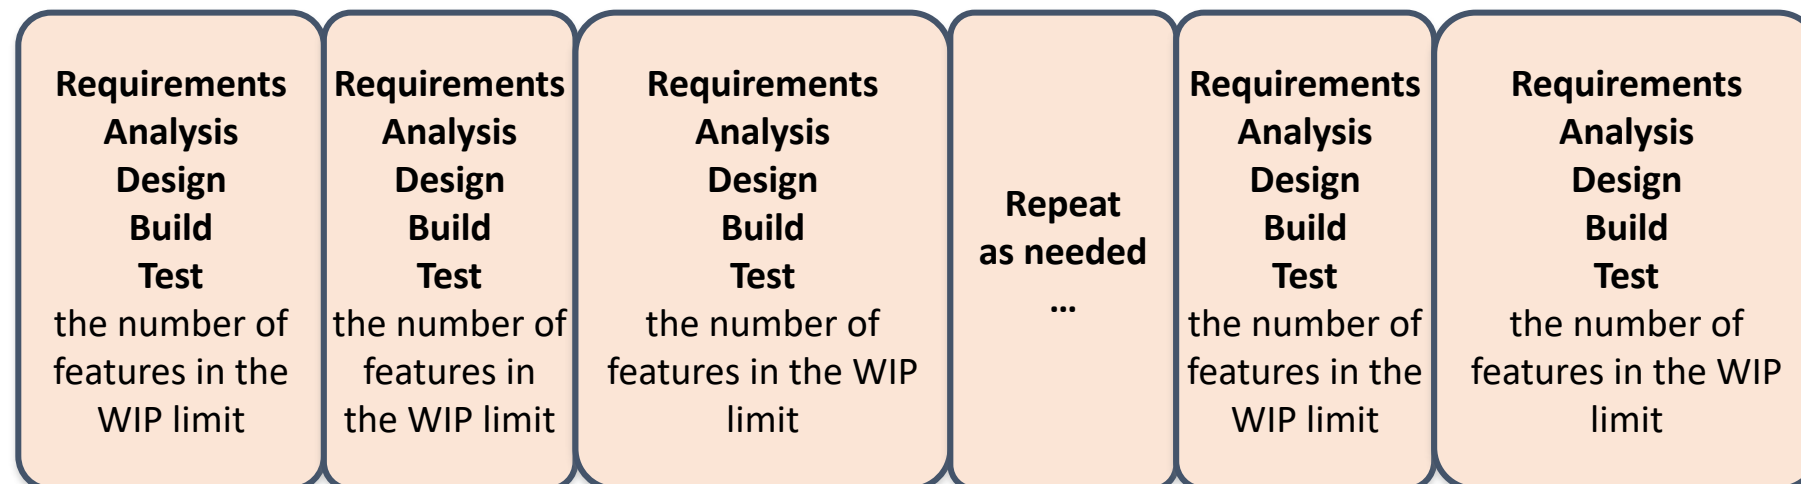 Requirements
Analysis
Design
Build
Test
the number of
features in the
WIP limit
Requirements
Analysis
Design
Build
Test
the number of
features in
the WIP limit
Requirements
Analysis
Design
Build
Test
the number of
features in the WIP
limit
Repeat
as needed
...
Requirements
Analysis
Design
Build
Test
the number of
features in the
WIP limit
Requirements
Analysis
Design
Build
Test
the number of
features in the WIP
limit